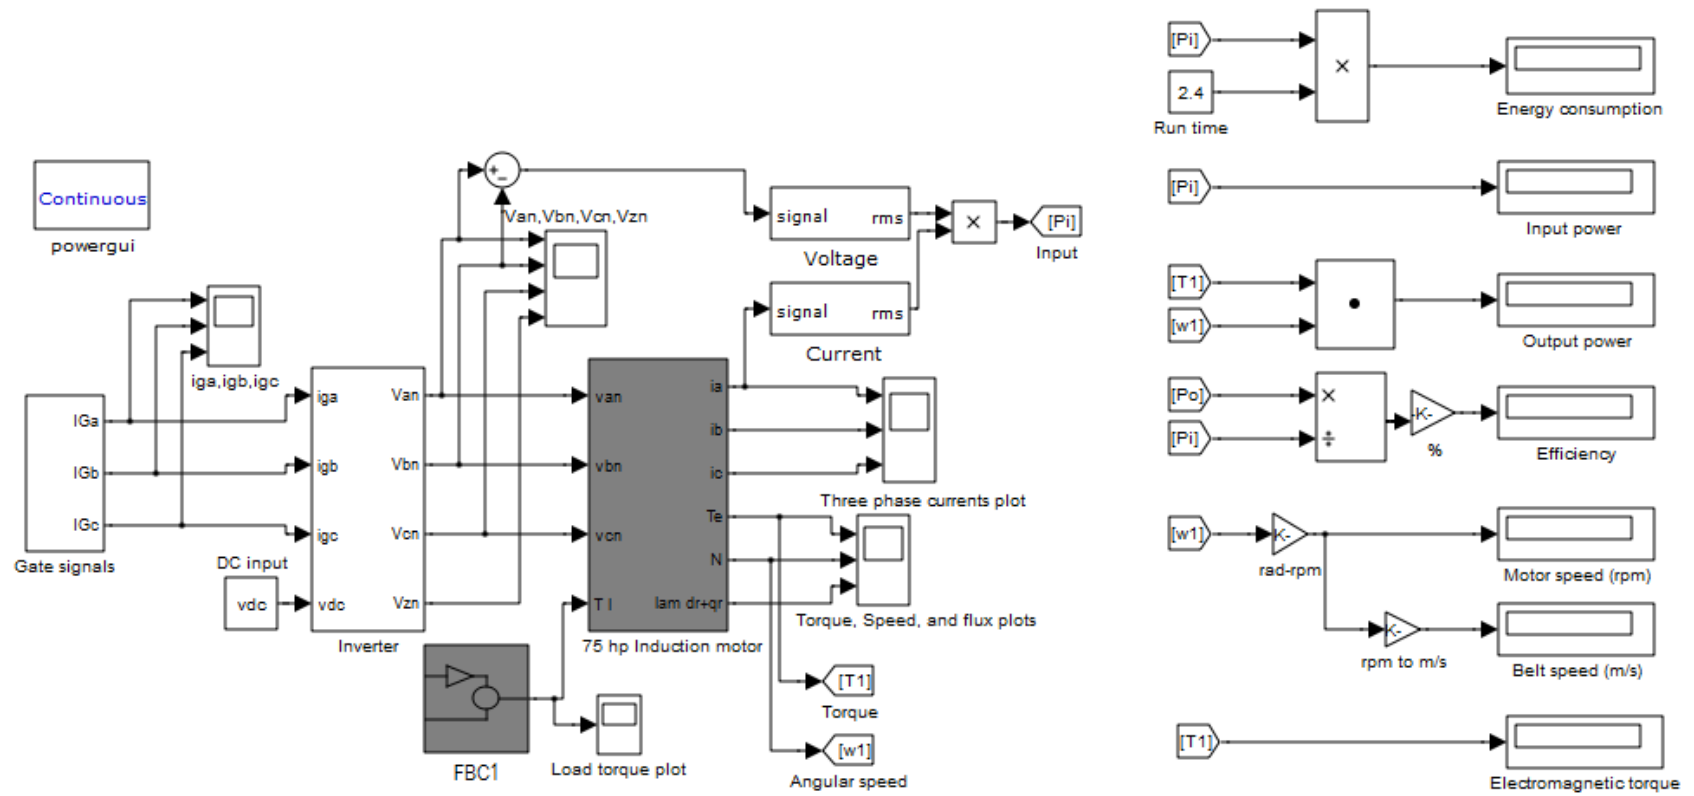 Continuous
powergui
iga,igb,igc
IGa
IGb
IGc
Gate signals
DC input
vdc
iga
igb
igc
vdc
Van
Vbn
Vcn
Vzn
Inverter
+
-
Van,Vbn,Vcn,Vzn
signal rms
Voltage
signal rms
Current
×
[Pi]
Input
van
vbn
vcn
T l
ia
ib
ic
Te
N
lam dr+qr
75 hp Induction motor
Three phase currents plot
Torque, Speed, and flux plots
FBC1
Load torque plot
[T1]
Torque
[w1]
Angular speed
[Pi]
2.4
Run time
×
Energy consumption
[Pi]
Input power
[T1]
[w1]
Output power
[Po]
[Pi]
×
÷
-K-
%
Efficiency
[w1]
K-
rad-rpm
Motor speed (rpm)
K-
rpm to m/s
Belt speed (m/s)
[T1]
Electromagnetic torque